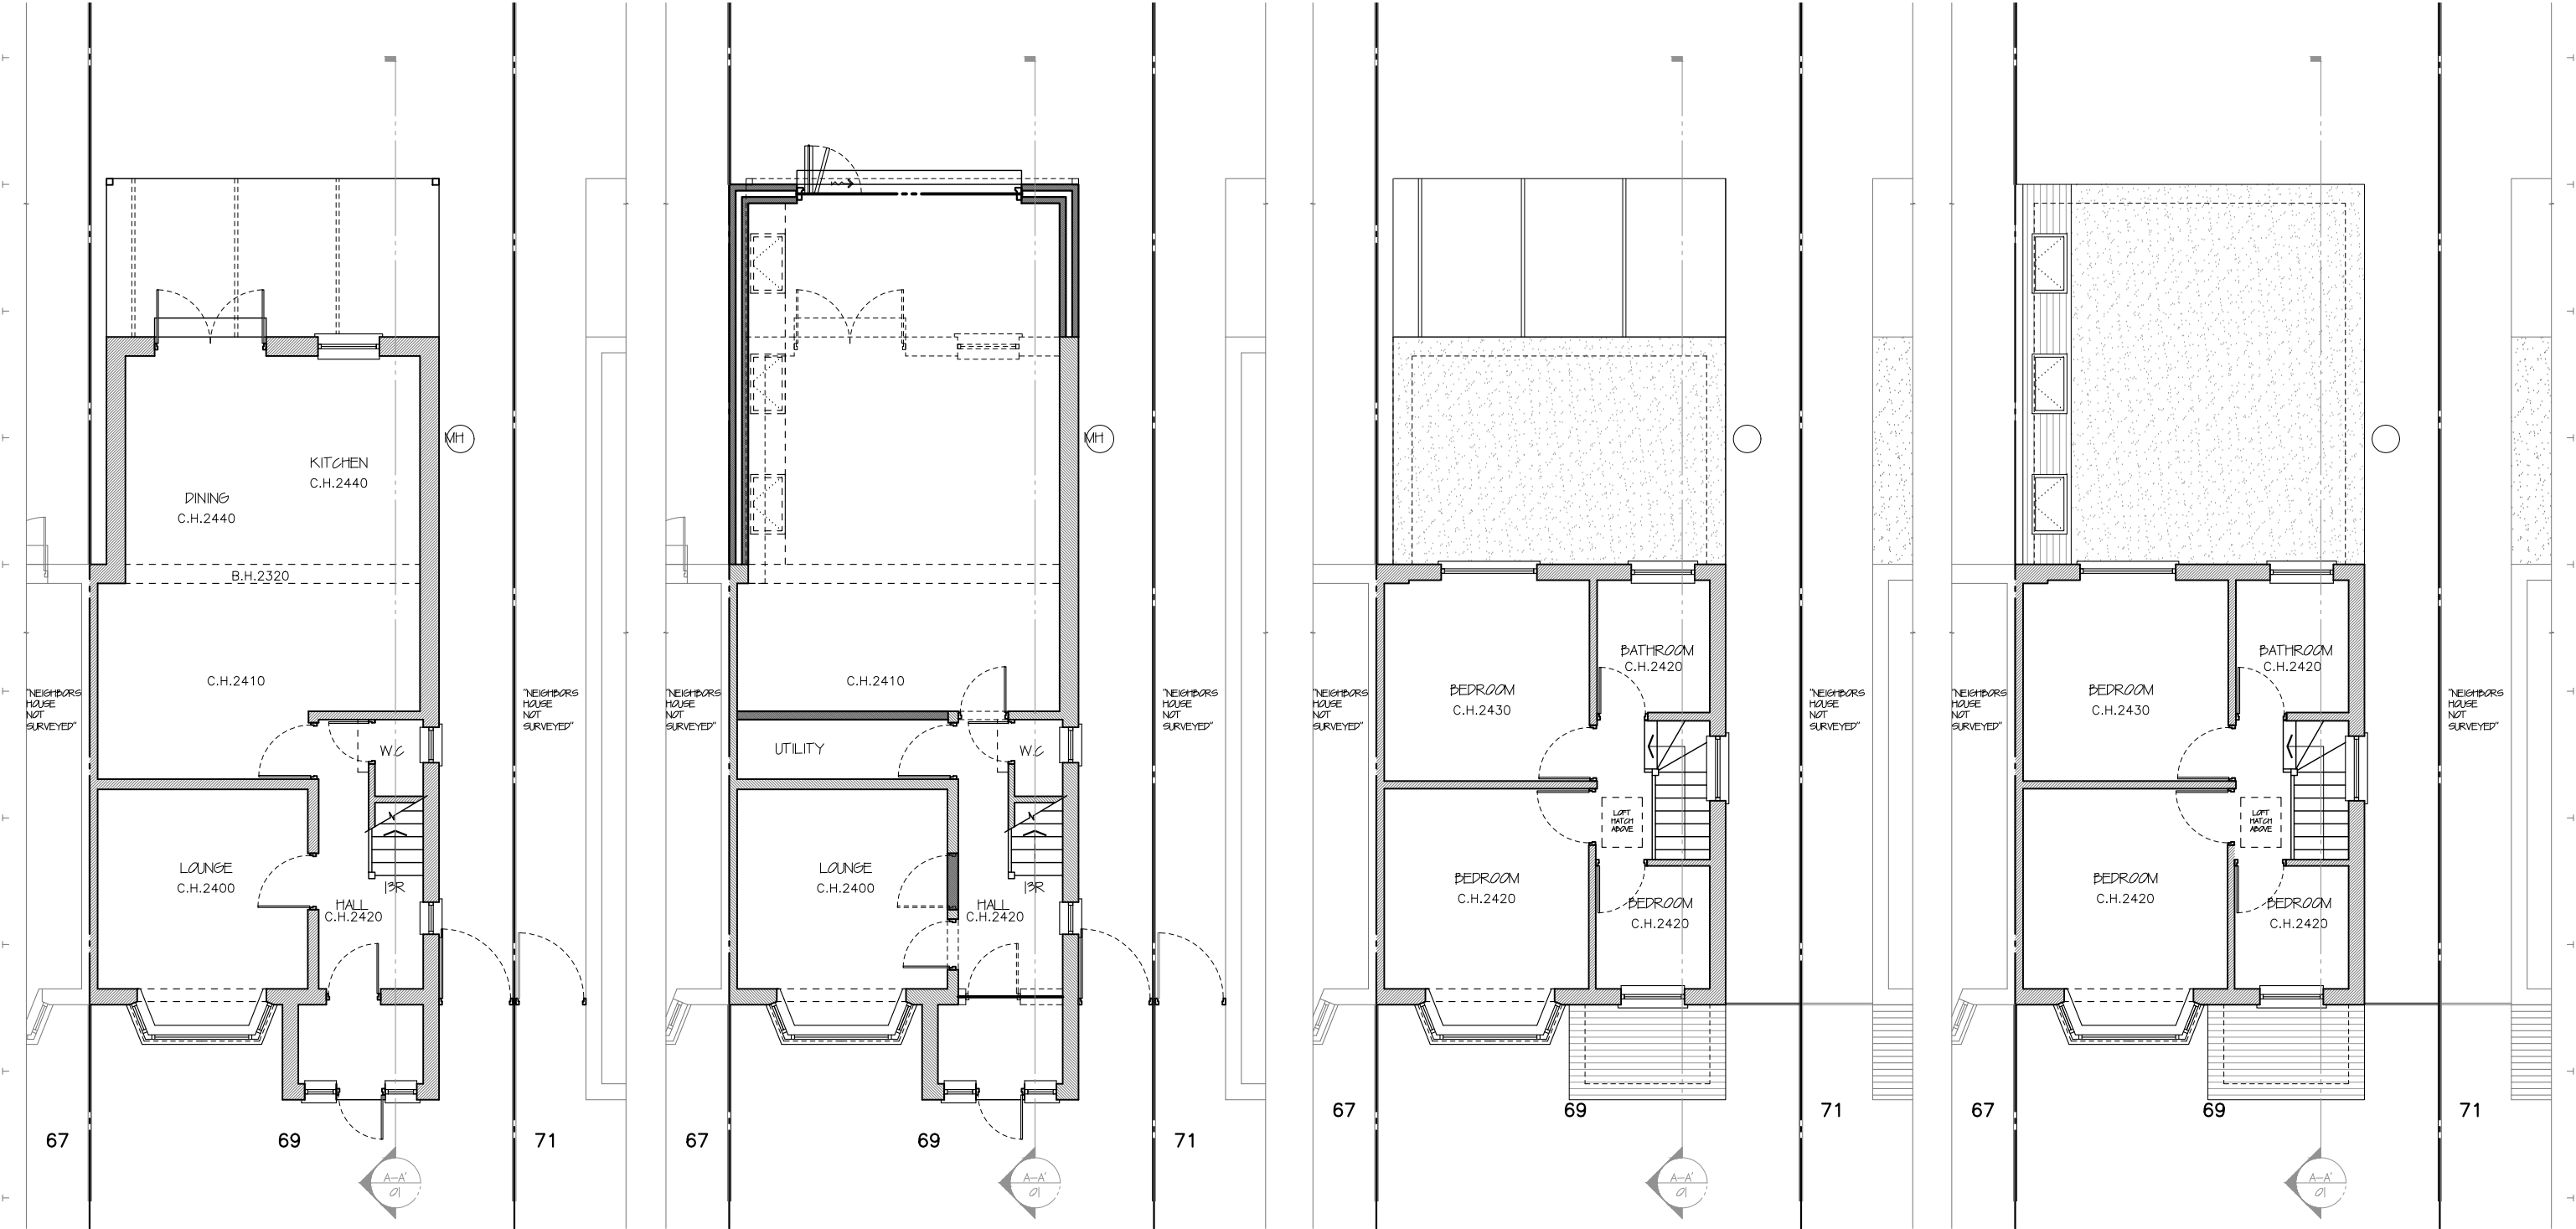 KITCHEN
C.H.2440
DINING
C.H.2440
B.H.2320
C.H.2410
"NEIGHBORS
HOUSE
NOT
SURVEYED"
W.C
LOUNGE
C.H.2400
13R
HALL
C.H.2420
MH
"NEIGHBORS
HOUSE
NOT
SURVEYED"
67
69
71
A-A'
01
MH
C.H.2410
"NEIGHBORS
HOUSE
NOT
SURVEYED"
UTILITY
W.C
LOUNGE
C.H.2400
13R
HALL
C.H.2420
"NEIGHBORS
HOUSE
NOT
SURVEYED"
67
69
71
A-A'
01
BATHROOM
C.H.2420
BEDROOM
C.H.2430
"NEIGHBORS
HOUSE
NOT
SURVEYED"
LOFT
HATCH
ABOVE
BEDROOM
C.H.2420
BEDROOM
C.H.2420
"NEIGHBORS
HOUSE
NOT
SURVEYED"
67
69
71
A-A'
01
BATHROOM
C.H.2420
BEDROOM
C.H.2430
"NEIGHBORS
HOUSE
NOT
SURVEYED"
LOFT
HATCH
ABOVE
BEDROOM
C.H.2420
BEDROOM
C.H.2420
"NEIGHBORS
HOUSE
NOT
SURVEYED"
67
69
71
A-A'
01